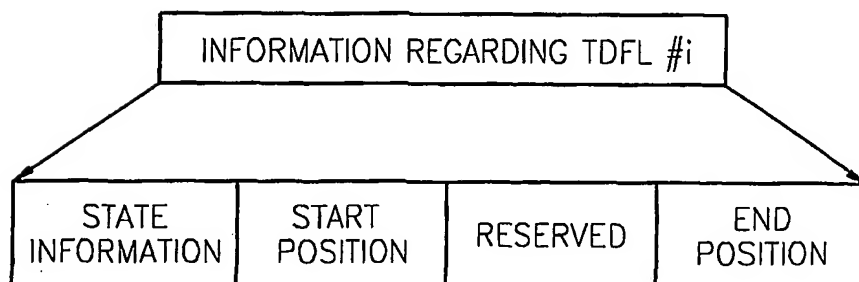 INFORMATION REGARDING TDFL #i
STATE INFORMATION
START POSITION
RESERVED
END POSITION